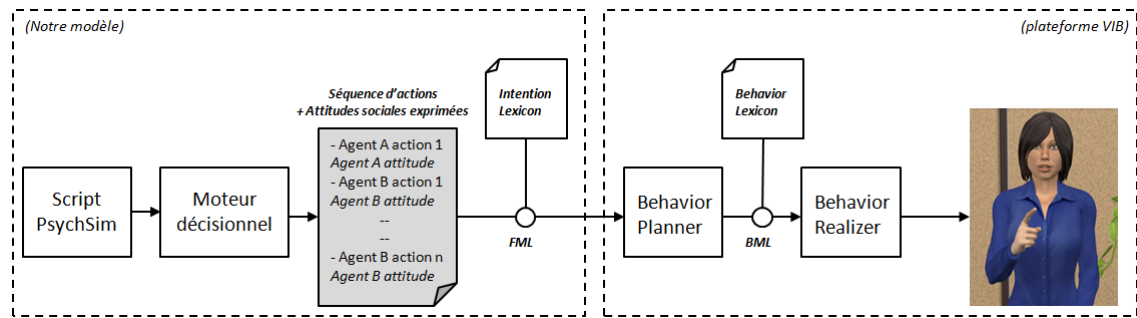 (Notre modèle)
(plateforme VIB)
Séquence d'actions
+ Attitudes sociales exprimées
Intention
Lexicon
Behavior
Lexicon
Script
PsychSim
Moteur
décisionnel
- Agent A action 1
Agent A attitude
- Agent B action 1
Agent B attitude
--
--
- Agent B action n
Agent B attitude
FML
Behavior
Planner
BML
Behavior
Realizer